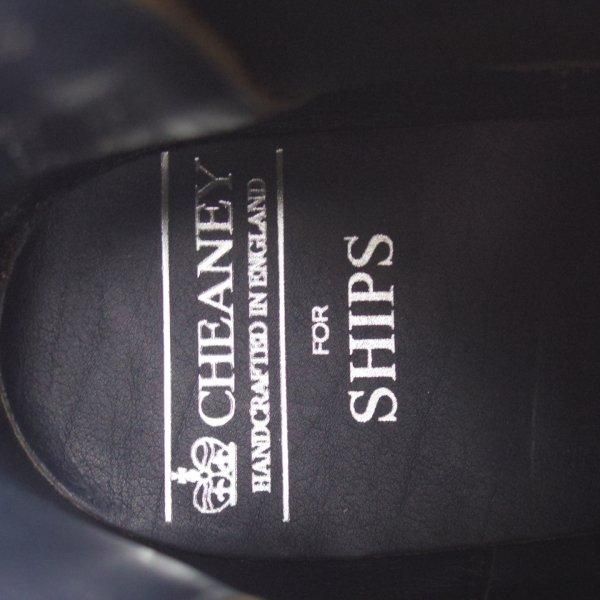 CHEANEY
HANDCRAFTED IN ENGLAND
FOR
SHIPS